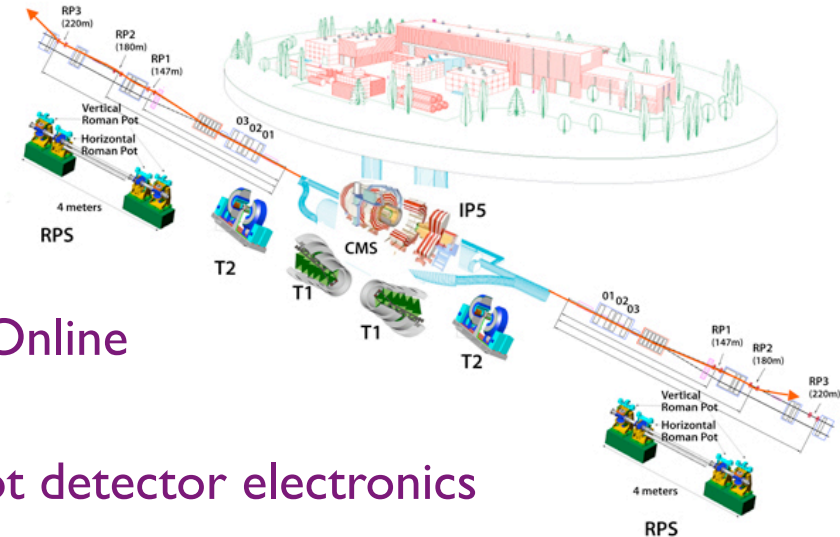 RP3
(220m)
RP2
(180m)
RP1
(147m)
03 02 01
Vertical
Roman Pot
Horizontal
Roman Pot
4 meters
RPS
T2
T1
CMS
IP5
T1
T2
01 02 03
RP1
(147m)
RP2
(180m)
RP3
(220m)
Vertical
Roman Pot
Horizontal
Roman Pot
4 meters
RPS
Online
detector electronics